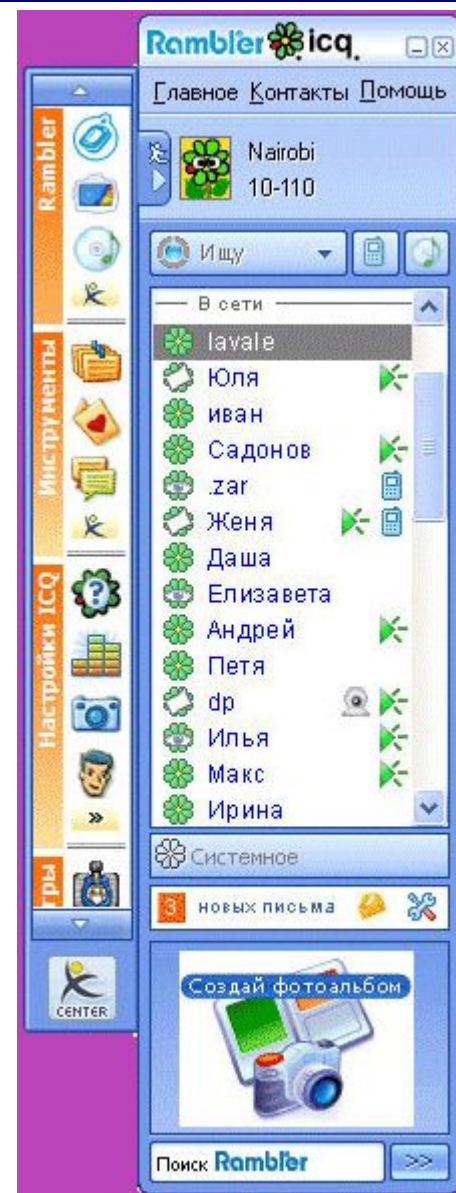 Rambler icq
Главное Контакты Помощь
Nairobi
10-110
Ищу
В сети
lavale
Юля
иван
Садонов
.zar
Женя
Даша
Елизавета
Андрей
Петя
dp
Илья
Макс
Ирина
Системное
3 новых письма
Создай фотоальбом
Поиск Rambler >>
Rambler
Инструменты
Настройки ICQ
»
гры
CENTER